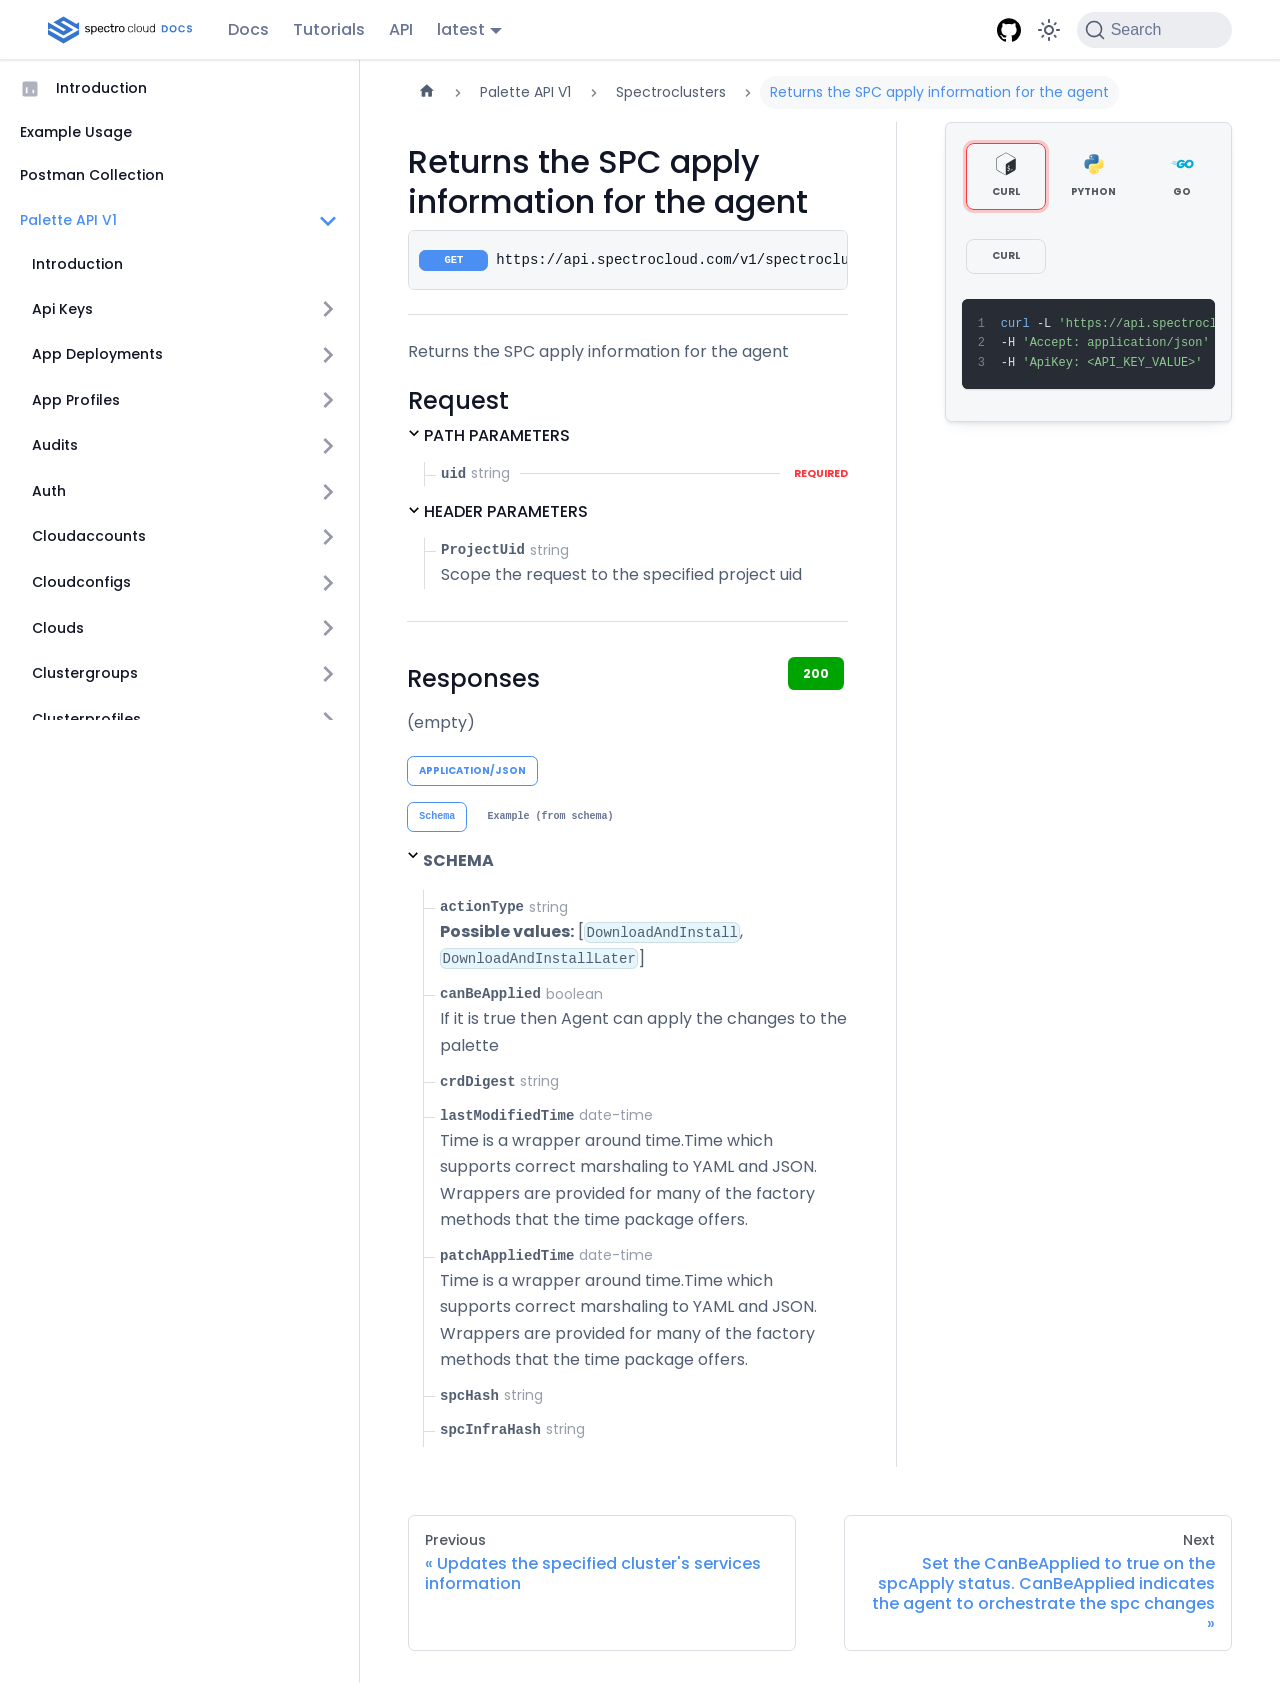 spectro cloud DOCS
Docs
Tutorials
API
latest
Search
Introduction
Example Usage
Postman Collection
Palette API V1
Introduction
Api Keys
App Deployments
App Profiles
Audits
Auth
Cloudaccounts
Cloudconfigs
Clouds
Clustergroups
Clusterprofiles
Palette API V1
Spectroclusters
Returns the SPC apply information for the agent
Returns the SPC apply
information for the agent
GET https://api.spectrocloud.com/v1/spectroclu
Returns the SPC apply information for the agent
Request
PATH PARAMETERS
uid string REQUIRED
HEADER PARAMETERS
ProjectUid string
Scope the request to the specified project uid
Responses
200
(empty)
APPLICATION/JSON
Schema
Example (from schema)
SCHEMA
actionType string
Possible values: [DownloadAndInstall,
DownloadAndInstallLater]
canBeApplied boolean
If it is true then Agent can apply the changes to the
palette
crdDigest string
lastModifiedTime date-time
Time is a wrapper around time.Time which
supports correct marshaling to YAML and JSON.
Wrappers are provided for many of the factory
methods that the time package offers.
patchAppliedTime date-time
Time is a wrapper around time.Time which
supports correct marshaling to YAML and JSON.
Wrappers are provided for many of the factory
methods that the time package offers.
spcHash string
spcInfraHash string
CURL
PYTHON
GO
CURL
1 curl -L 'https://api.spectrocl
2 -H 'Accept: application/json'
3 -H 'ApiKey: <API_KEY_VALUE>'
Previous
« Updates the specified cluster's services
information
Next
Set the CanBeApplied to true on the
spcApply status. CanBeApplied indicates
the agent to orchestrate the spc changes
»